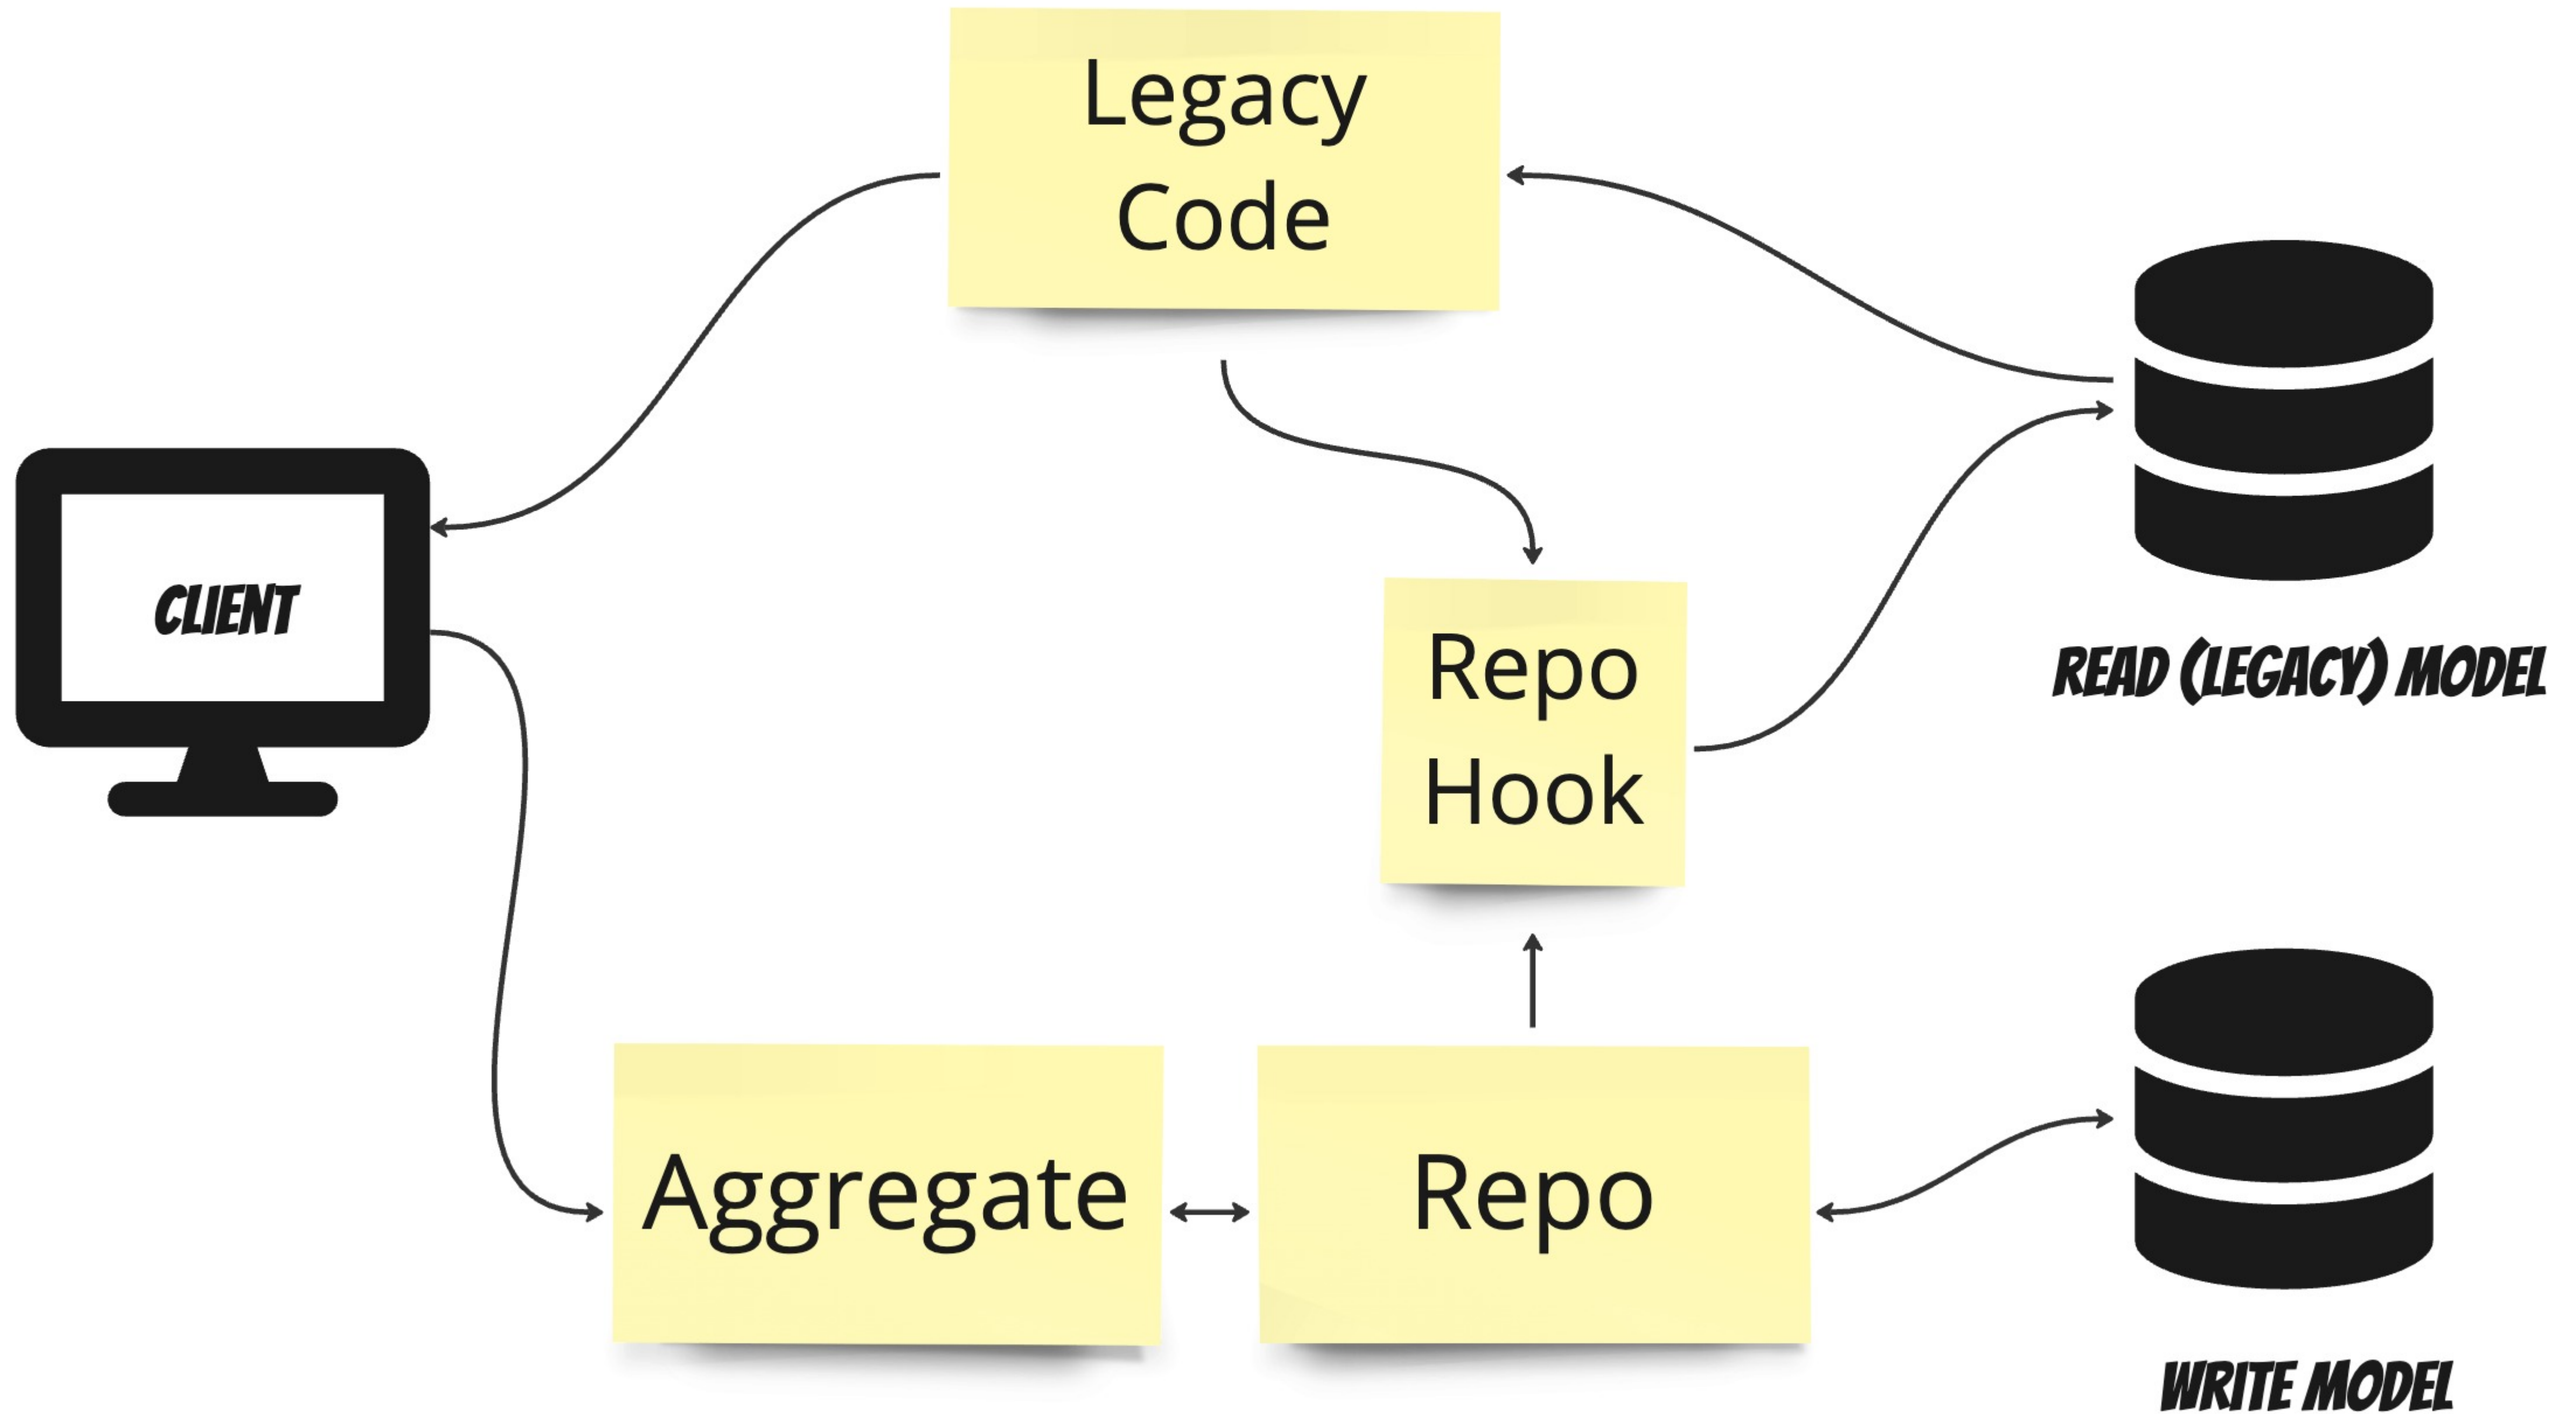 Legacy
Code
CLIENT
Repo
Hook
READ (LEGACY) MODEL
Aggregate
Repo
WRITE MODEL